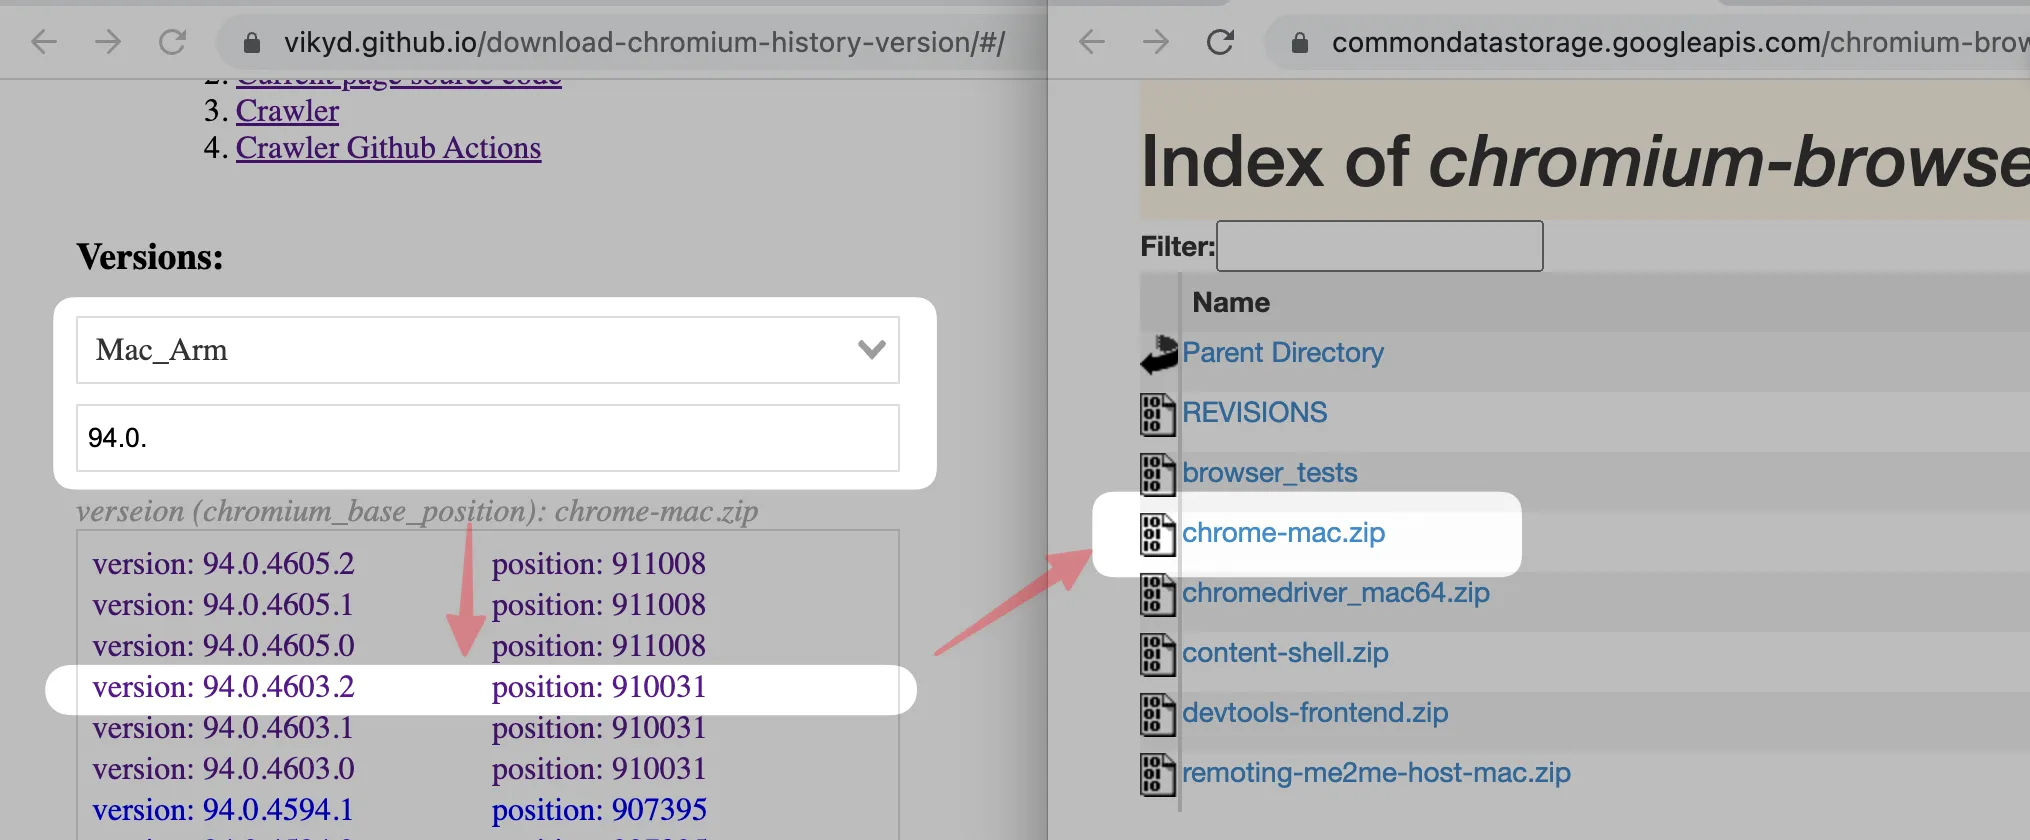 vikyd.github.io/download-chromium-history-version/#/
2. Current page source code
3. Crawler
4. Crawler Github Actions
Versions:
Mac_Arm
94.0.
verseion (chromium_base_position): chrome-mac.zip
version: 94.0.4605.2 position: 911008
version: 94.0.4605.1 position: 911008
version: 94.0.4605.0 position: 911008
version: 94.0.4603.2 position: 910031
version: 94.0.4603.1 position: 910031
version: 94.0.4603.0 position: 910031
version: 94.0.4594.1 position: 907395
commondatastorage.googleapis.com/chromium-brow
Index of chromium-browse
Filter:
Name
Parent Directory
REVISIONS
browser_tests
chrome-mac.zip
chromedriver_mac64.zip
content-shell.zip
devtools-frontend.zip
remoting-me2me-host-mac.zip